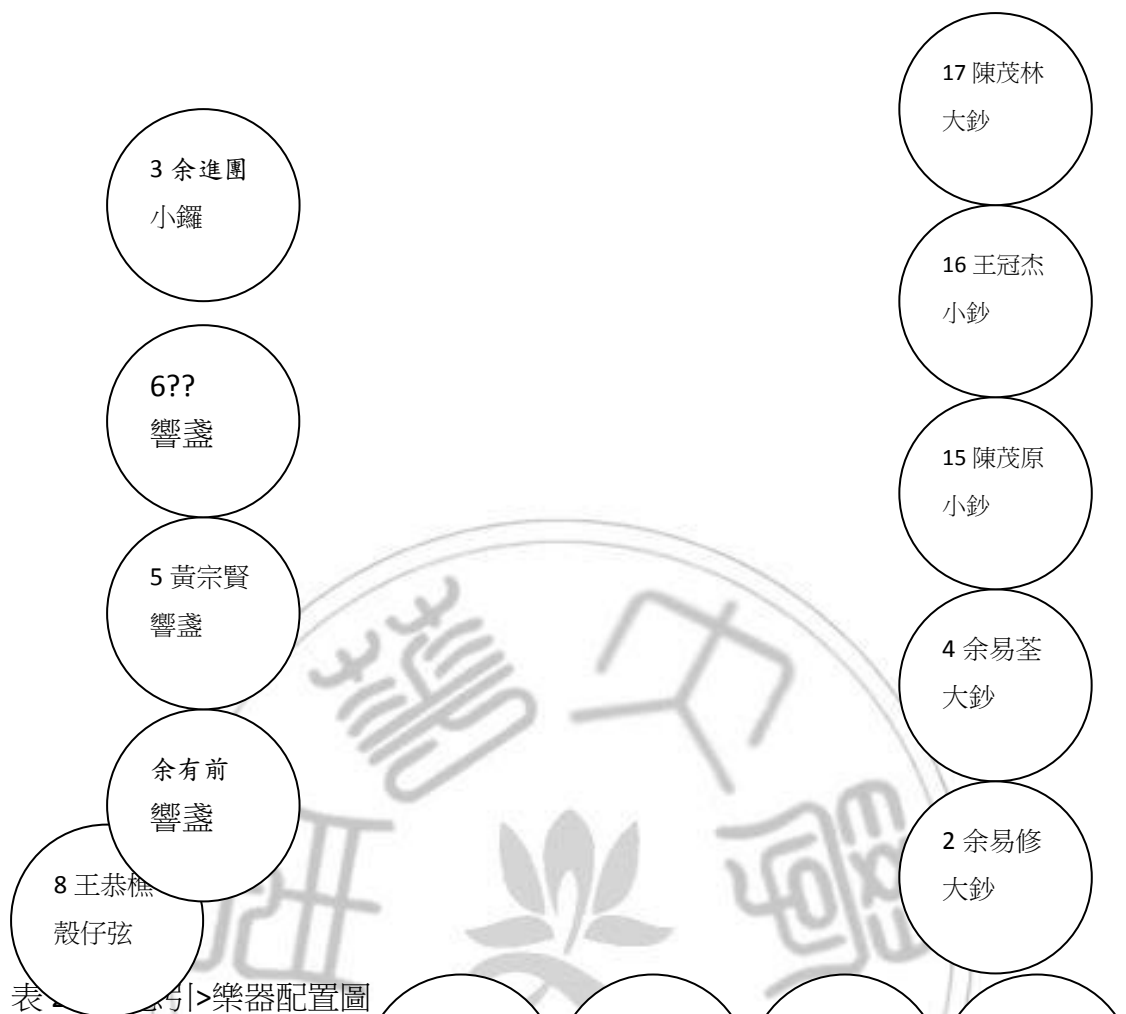 17 陳茂林
大鈔
3 余進團
小鑼
16 王冠杰
小鈔
6??
響盞
15 陳茂原
小鈔
5 黃宗賢
響盞
4 余易荃
大鈔
余有前
響盞
2 余易修
大鈔
8 王恭樵
殼仔弦
表 引>樂器配置圖